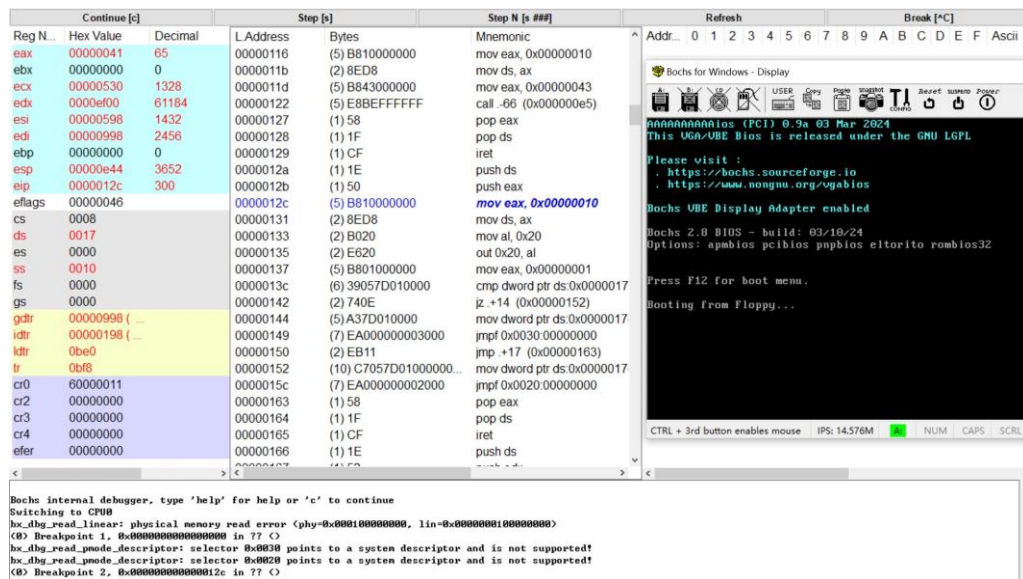 Continue [c] Step [s] Step N [s ###] Refresh Break [^C]
Reg N... Hex Value Decimal
eax 00000041 65
ebx 00000000 0
ecx 00000530 1328
edx 0000ef00 61184
esi 00000598 1432
edi 00000998 2456
ebp 00000000 0
esp 00000e44 3652
eip 0000012c 300
eflags 00000046
cs 0008
ds 0017
es 0000
ss 0010
fs 0000
gs 0000
gdtr 00000998 ( ...
idtr 00000198 ( ...
ldtr 0be0
tr 0bf8
cr0 60000011
cr2 00000000
cr3 00000000
cr4 00000000
efer 00000000
L.Address Bytes Mnemonic
00000116 (5) B810000000 mov eax, 0x00000010
0000011b (2) 8ED8 mov ds, ax
0000011d (5) B843000000 mov eax, 0x00000043
00000122 (5) E8BEFFFFFF call .-66 (0x000000e5)
00000127 (1) 58 pop eax
00000128 (1) 1F pop ds
00000129 (1) CF iret
0000012a (1) 1E push ds
0000012b (1) 50 push eax
0000012c (5) B810000000 mov eax, 0x00000010
00000131 (2) 8ED8 mov ds, ax
00000133 (2) B020 mov al, 0x20
00000135 (2) E620 out 0x20, al
00000137 (5) B801000000 mov eax, 0x00000001
0000013c (6) 39057D010000 cmp dword ptr ds:0x0000017
00000142 (2) 740E jz .+14 (0x00000152)
00000144 (5) A37D010000 mov dword ptr ds:0x0000017
00000149 (7) EA000000003000 jmpf 0x0030:00000000
00000150 (2) EB11 jmp .+17 (0x00000163)
00000152 (10) C7057D01000000... mov dword ptr ds:0x0000017
0000015c (7) EA000000002000 jmpf 0x0020:00000000
00000163 (1) 58 pop eax
00000164 (1) 1F pop ds
00000165 (1) CF iret
00000166 (1) 1E push ds
Addr... 0 1 2 3 4 5 6 7 8 9 A B C D E F Ascii
Bochs for Windows - Display
A: B: CD USER Copy Paste snapshot CONFIG Reset SUSPEND Power
AAAAAAAAAAios (PCI) 0.9a 03 Mar 2024
This VGA/VBE Bios is released under the GNU LGPL
Please visit :
. https://bochs.sourceforge.io
. https://www.nongnu.org/vgabios
Bochs VBE Display Adapter enabled
Bochs 2.8 BIOS - build: 03/10/24
Options: apmbios pcibios pnpbios eltorito rombios32
Press F12 for boot menu.
Booting from Floppy...
CTRL + 3rd button enables mouse IPS: 14.576M A: NUM CAPS SCRL
Bochs internal debugger, type 'help' for help or 'c' to continue
Switching to CPU0
bx_dbg_read_linear: physical memory read error (phy=0x000100000000, lin=0x0000000100000000)
(0) Breakpoint 1, 0x0000000000000000 in ?? ()
bx_dbg_read_pmode_descriptor: selector 0x0030 points to a system descriptor and is not supported!
bx_dbg_read_pmode_descriptor: selector 0x0020 points to a system descriptor and is not supported!
(0) Breakpoint 2, 0x000000000000012c in ?? ()